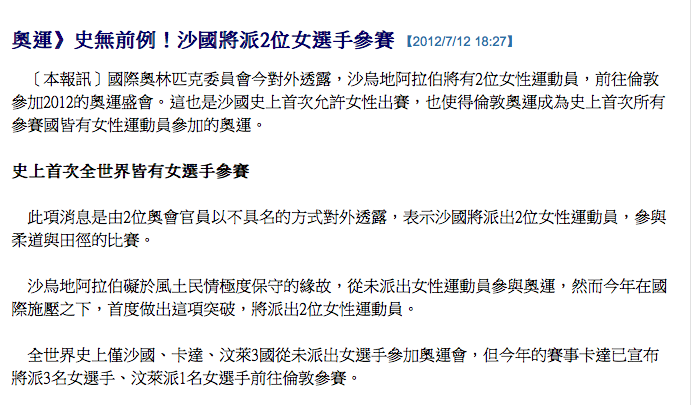 奧運》史無前例！沙國將派2位女選手參賽 【2012/7/12 18:27】
〔本報訊〕國際奧林匹克委員會今對外透露，沙烏地阿拉伯將有2位女性運動員，前往倫敦
參加2012的奧運盛會。這也是沙國史上首次允許女性出賽，也使得倫敦奧運成為史上首次所有
參賽國皆有女性運動員參加的奧運。
史上首次全世界皆有女選手參賽
此項消息是由2位奧會官員以不具名的方式對外透露，表示沙國將派出2位女性運動員，參與
柔道與田徑的比賽。
沙烏地阿拉伯礙於風土民情極度保守的緣故，從未派出女性運動員參與奧運，然而今年在國
際施壓之下，首度做出這項突破，將派出2位女性運動員。
全世界史上僅沙國、卡達、汶萊3國從未派出女選手參加奧運會，但今年的賽事卡達已宣布
將派3名女選手、汶萊派1名女選手前往倫敦參賽。